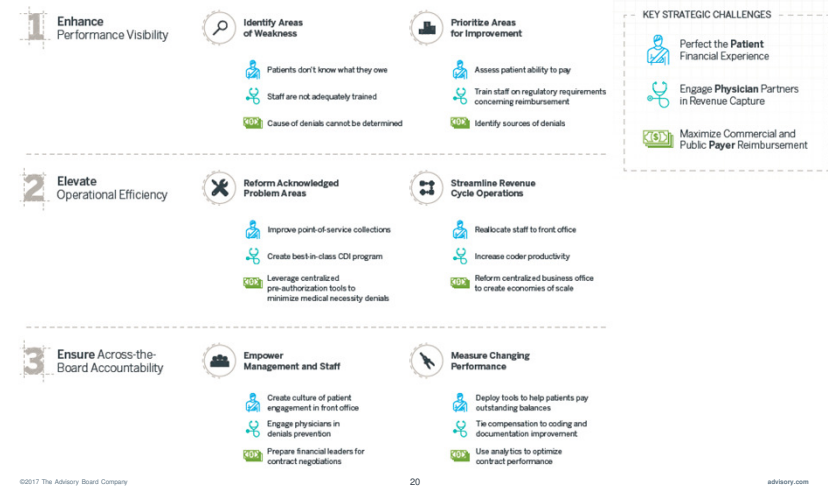 1
Enhance
Performance Visibility
Identify Areas
of Weakness
Patients don't know what they owe
Staff are not adequately trained
Cause of denials cannot be determined
Prioritize Areas
for Improvement
Assess patient ability to pay
Train staff on regulatory requirements
concerning reimbursement
Identify sources of denials
KEY STRATEGIC CHALLENGES
Perfect the Patient
Financial Experience
Engage Physician Partners
in Revenue Capture
Maximize Commercial and
Public Payer Reimbursement
2
Elevate
Operational Efficiency
Reform Acknowledged
Problem Areas
Improve point-of-service collections
Create best-in-class CDI program
Leverage centralized
pre-authorization tools to
minimize medical necessity denials
Streamline Revenue
Cycle Operations
Reallocate staff to front office
Increase coder productivity
Reform centralized business office
to create economies of scale
3
Ensure Across-the-
Board Accountability
Empower
Management and Staff
Create culture of patient
engagement in front office
Engage physicians in
denials prevention
Prepare financial leaders for
contract negotiations
Measure Changing
Performance
Deploy tools to help patients pay
outstanding balances
Tie compensation to coding and
documentation improvement
Use analytics to optimize
contract performance
©2017 The Advisory Board Company
20
advisory.com